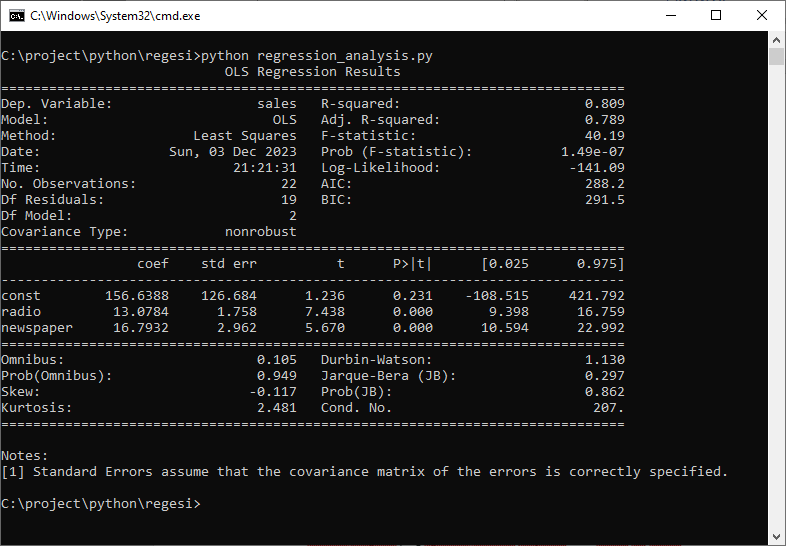 C:\Windows\System32\cmd.exe
C:\project\python\regesi>python regression_analysis.py
                            OLS Regression Results
==============================================================================
Dep. Variable:                  sales   R-squared:                       0.809
Model:                            OLS   Adj. R-squared:                  0.789
Method:                 Least Squares   F-statistic:                     40.19
Date:                Sun, 03 Dec 2023   Prob (F-statistic):           1.49e-07
Time:                        21:21:31   Log-Likelihood:                -141.09
No. Observations:                  22   AIC:                             288.2
Df Residuals:                      19   BIC:                             291.5
Df Model:                           2
Covariance Type:            nonrobust
==============================================================================
                 coef    std err          t      P>|t|      [0.025      0.975]
------------------------------------------------------------------------------
const        156.6388    126.684      1.236      0.231    -108.515     421.792
radio         13.0784      1.758      7.438      0.000       9.398      16.759
newspaper     16.7932      2.962      5.670      0.000      10.594      22.992
==============================================================================
Omnibus:                        0.105   Durbin-Watson:                   1.130
Prob(Omnibus):                  0.949   Jarque-Bera (JB):                0.297
Skew:                          -0.117   Prob(JB):                        0.862
Kurtosis:                       2.481   Cond. No.                         207.
==============================================================================
Notes:
[1] Standard Errors assume that the covariance matrix of the errors is correctly specified.
C:\project\python\regesi>